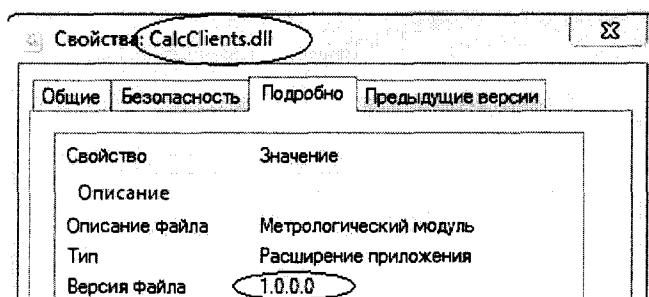 Свойства: CalcClients.dll
Общие Безопасность Подробно Предыдущие версии
Свойство Значение
Описание
Описание файла Метрологический модуль
Тип Расширение приложения
Версия файла 1.0.0.0